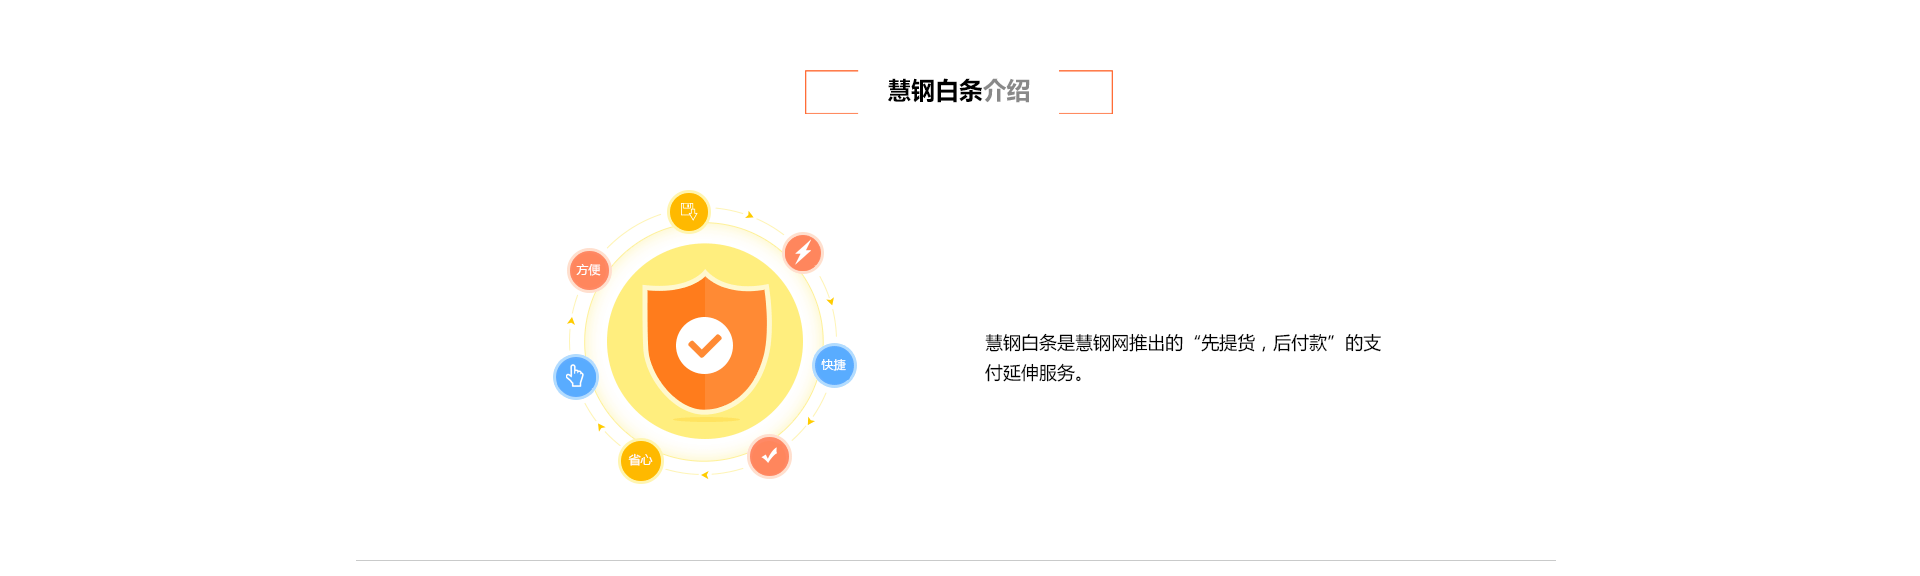 慧钢白条介绍
方便
快捷
省心
慧钢白条是慧钢网推出的“先提货，后付款”的支
付延伸服务。